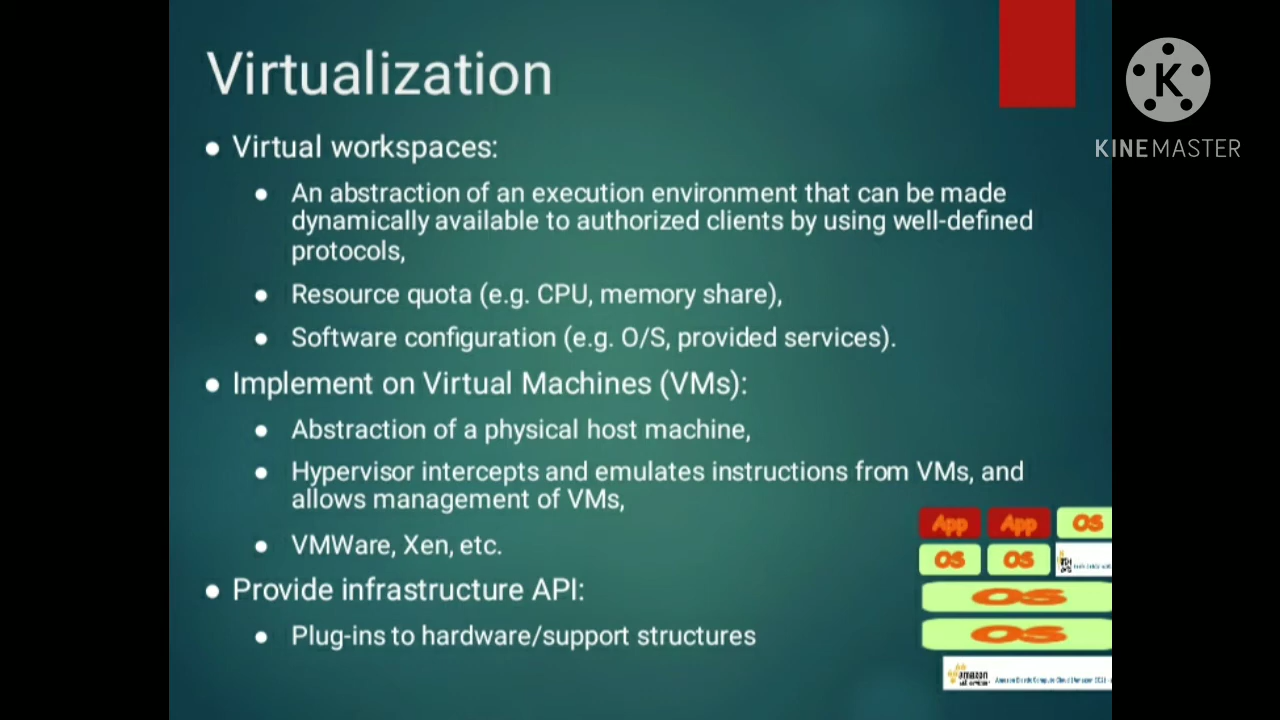 Virtualization
K
KINEMASTER
• Virtual workspaces:
• An abstraction of an execution environment that can be made
dynamically available to authorized clients by using well-defined
protocols,
• Resource quota (e.g. CPU, memory share),
• Software configuration (e.g. O/S, provided services).
• Implement on Virtual Machines (VMs):
• Abstraction of a physical host machine,
• Hypervisor intercepts and emulates instructions from VMs, and
allows management of VMs,
• VMWare, Xen, etc.
• Provide infrastructure API:
• Plug-ins to hardware/support structures
App App OS
OS OS
OS
OS
amazon